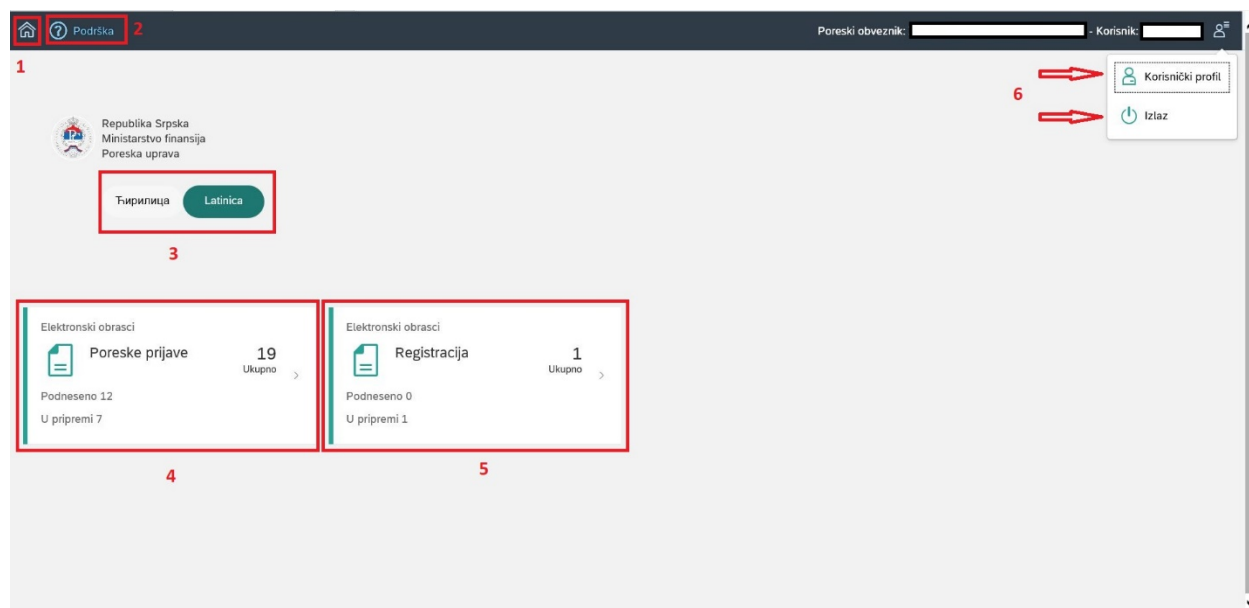 Podrška 2
Poreski obveznik: - Korisnik:
1
Korisnički profil
6
Izlaz
Republika Srpska
Ministarstvo finansija
Poreska uprava
Ћирилица Latinica
3
Elektronski obrasci
Poreske prijave 19
Ukupno
Podneseno 12
U pripremi 7
Elektronski obrasci
Registracija 1
Ukupno
Podneseno 0
U pripremi 1
4
5